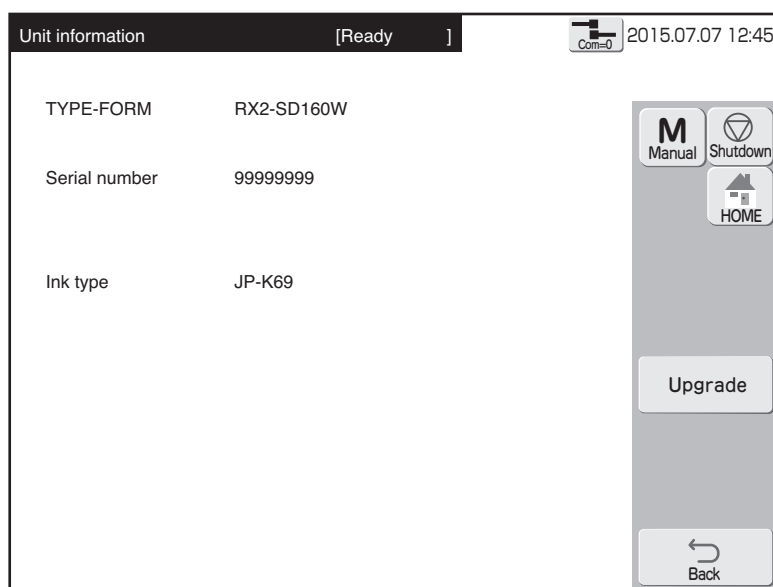 Unit information [Ready ] Com=0 2015.07.07 12:45
TYPE-FORM RX2-SD160W
M
Manual Shutdown
Serial number 99999999
HOME
Ink type JP-K69
Upgrade
Back